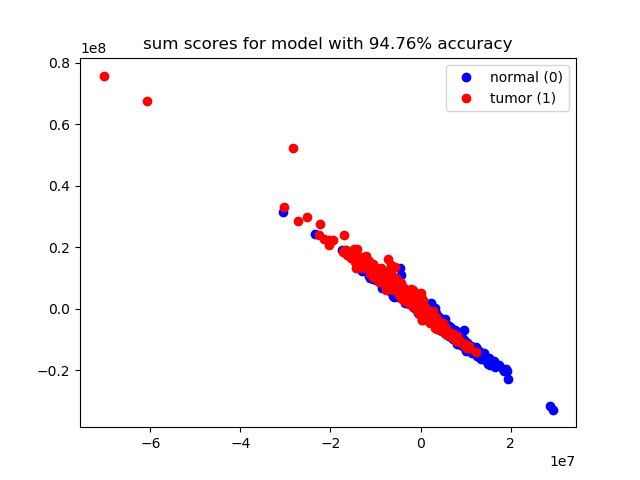 sum scores for model with 94.76% accuracy
1e8
normal (0)
tumor (1)
0.8
0.6
0.4
0.2
0.0
−0.2
−6
−4
−2
0
2
1e7